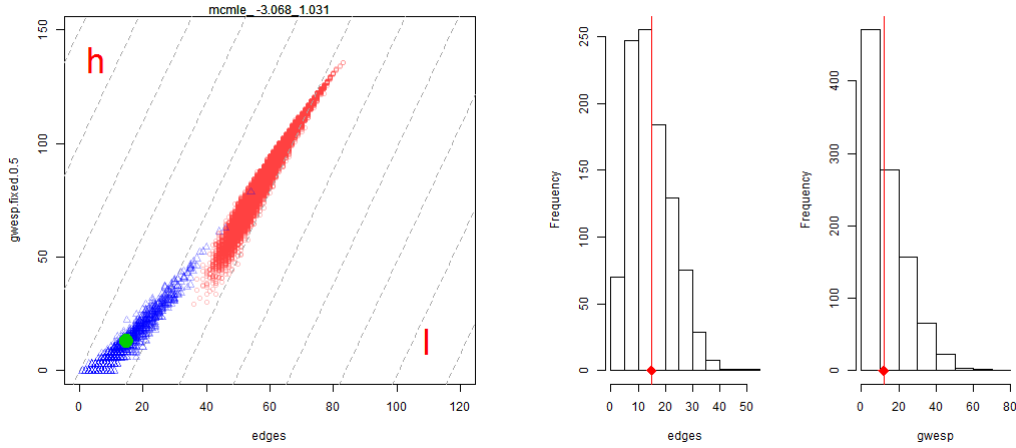 mcmle_ -3.068_1.031
h
l
gwesp.fixed.0.5
0 50 100 150
0 20 40 60 80 100 120
edges
Frequency
0 50 100 150 200 250
0 10 20 30 40 50
edges
Frequency
0 100 200 300 400
0 20 40 60 80
gwesp